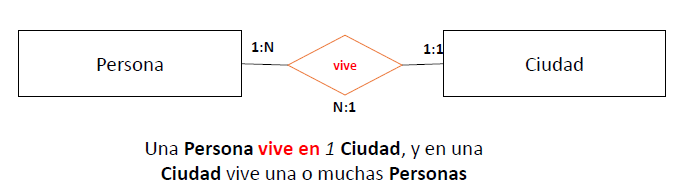 1:N
1:1
Persona
vive
Ciudad
N:1
Una Persona vive en 1 Ciudad, y en una
Ciudad vive una o muchas Personas